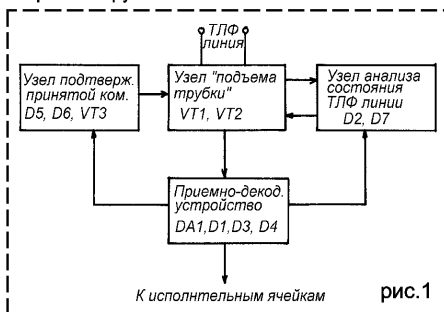 ТЛФ
линия
Узел подтверж.
принятой ком.
D5, D6, VT3
Узел "подъема
трубки"
VT1, VT2
Узел анализа
состояния
ТЛФ линии
D2, D7
Приемно-декод.
устройство
DA1,D1,D3, D4
К исполнтельным ячейкам
рис.1